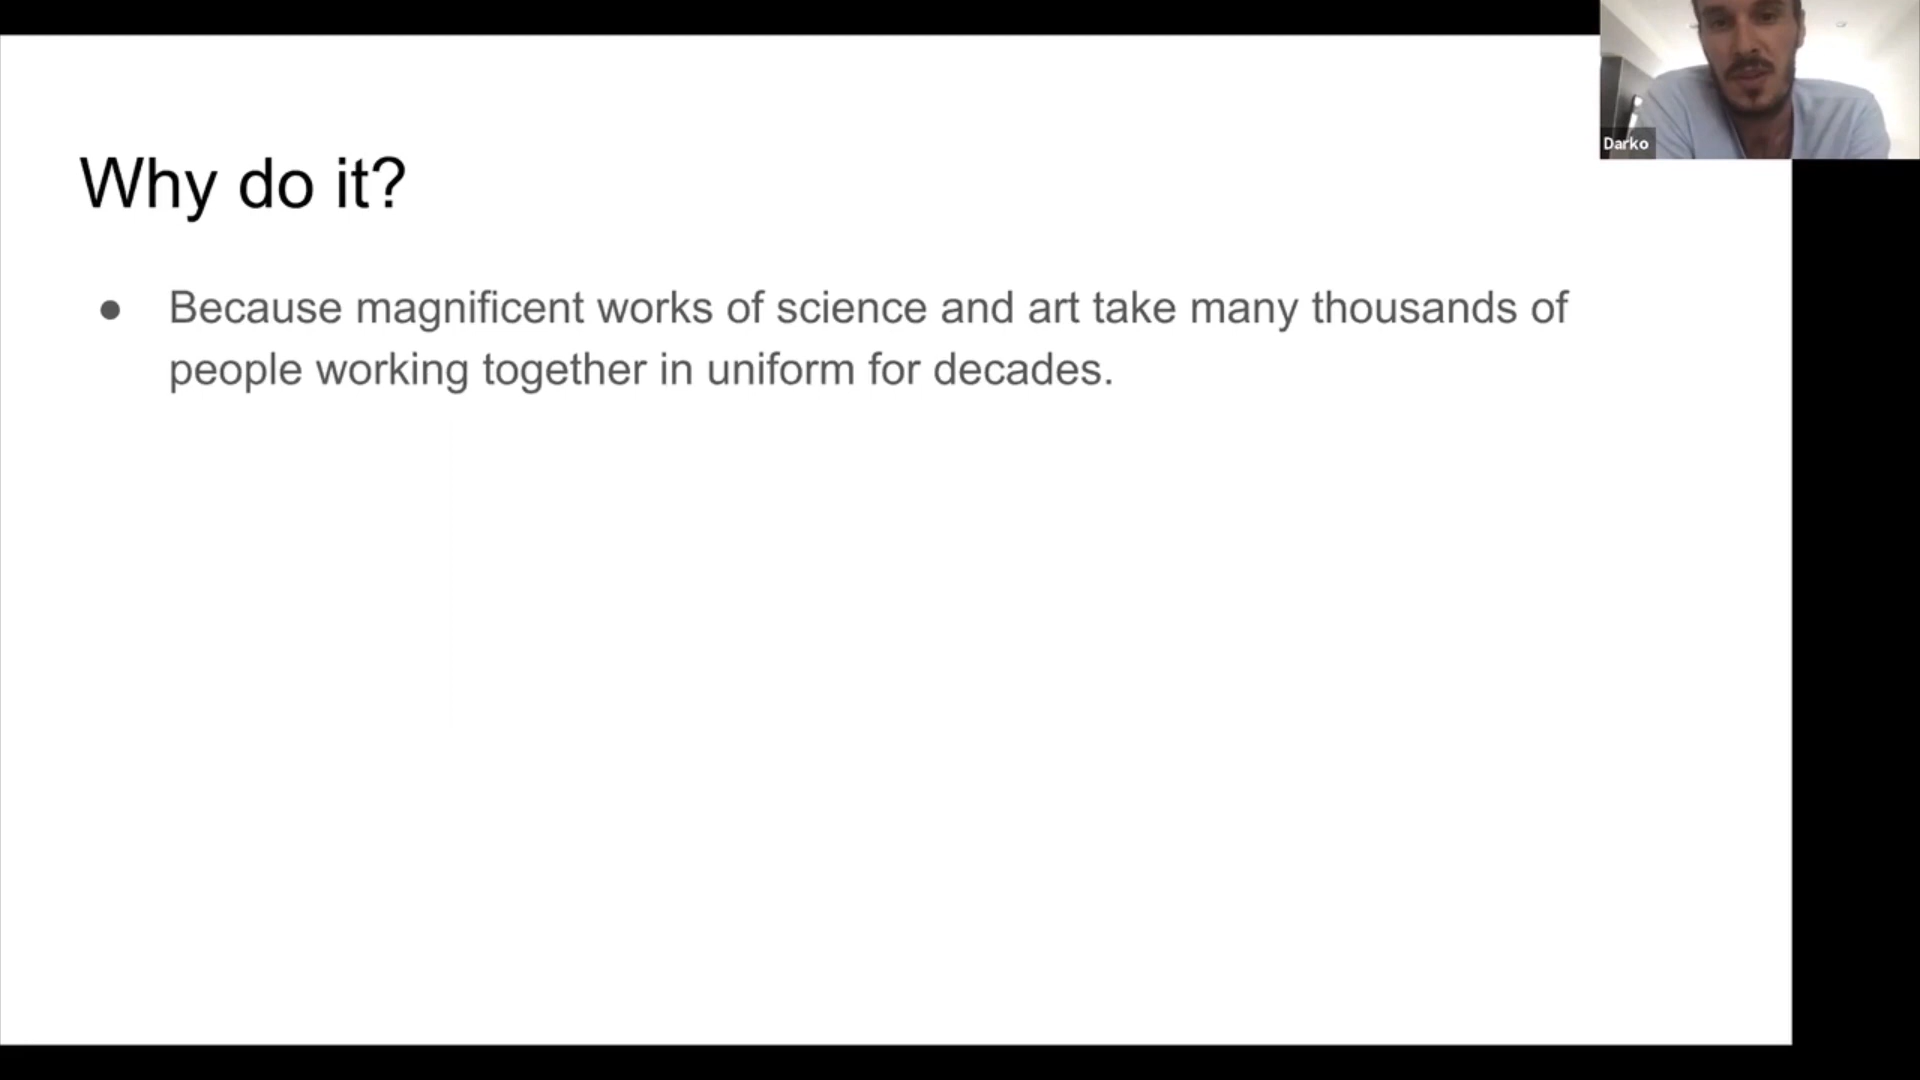 Darko
Why do it?
● Because magnificent works of science and art take many thousands of
people working together in uniform for decades.